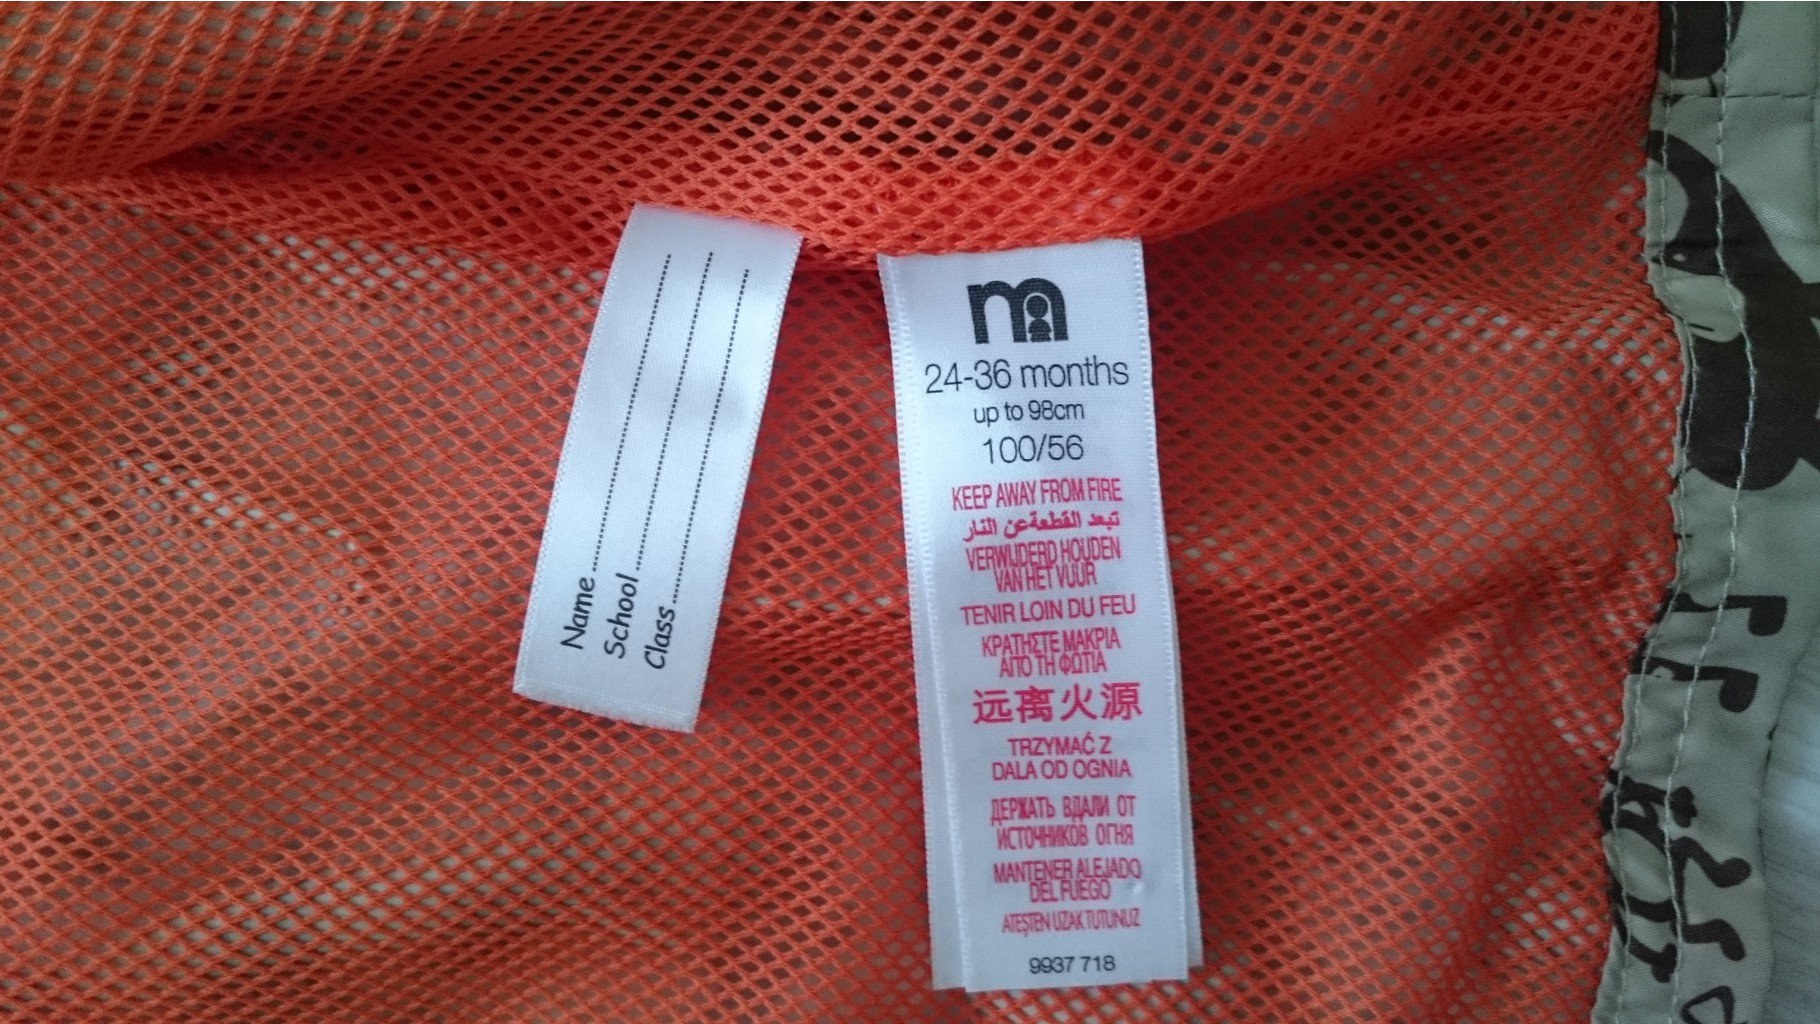 Name
School
Class
m
24-36 months
up to 98cm
100/56
KEEP AWAY FROM FIRE
تبعد القطعة عن النار
VERWIJDERD HOUDEN
VAN HET VUUR
TENIR LOIN DU FEU
ΚΡΑΤΗΣΤΕ ΜΑΚΡΙΑ
ΑΠΟ ΤΗ ΦΩΤΙΑ
远离火源
TRZYMAĆ Z
DALA OD OGNIA
ДЕРЖАТЬ ВДАЛИ ОТ
ИСТОЧНИКОВ ОГНЯ
MANTENER ALEJADO
DEL FUEGO
ATEŞTEN UZAK TUTUNUZ
9937 718